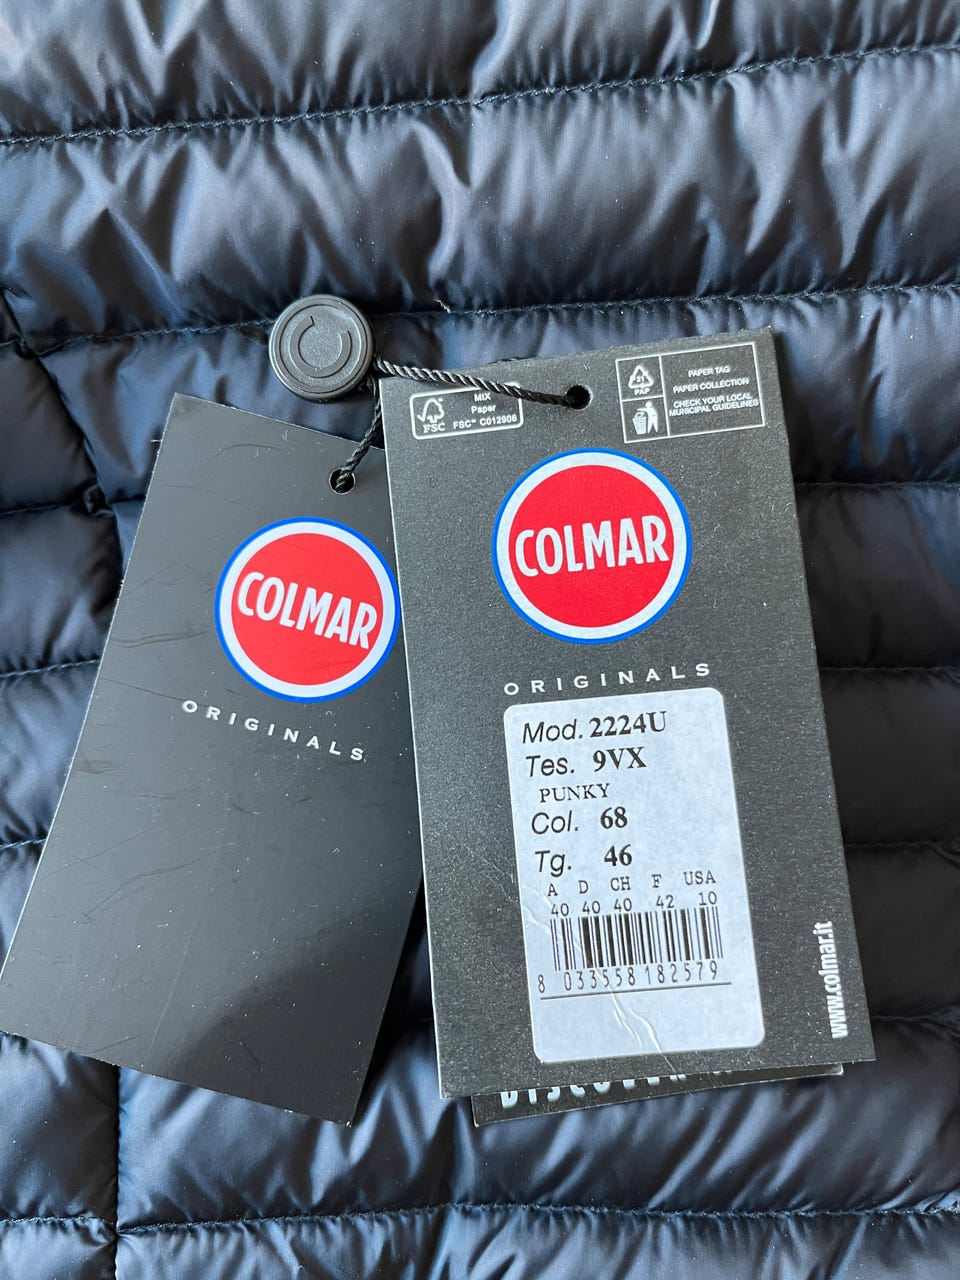 COLMAR
ORIGINALS
MIX
Paper
FSC
FSC™ C012906
21
PAP
PAPER TAG
PAPER COLLECTION
CHECK YOUR LOCAL
MUNICIPAL GUIDELINES
COLMAR
ORIGINALS
Mod. 2224U
Tes. 9VX
PUNKY
Col. 68
Tg. 46
A D CH F USA
40 40 40 42 10
8 033558 182579
www.colmar.it